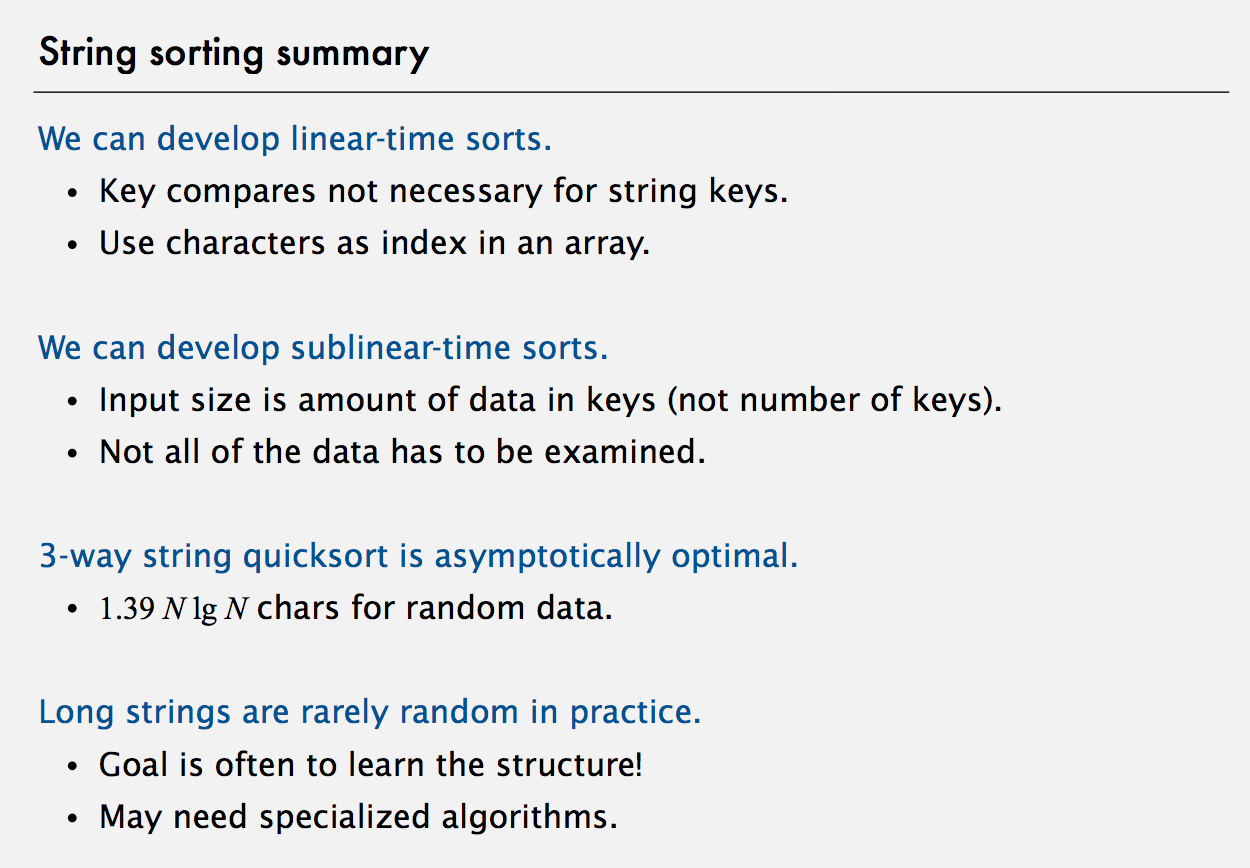 String sorting summary
We can develop linear-time sorts.
• Key compares not necessary for string keys.
• Use characters as index in an array.
We can develop sublinear-time sorts.
• Input size is amount of data in keys (not number of keys).
• Not all of the data has to be examined.
3-way string quicksort is asymptotically optimal.
• 1.39 N lg N chars for random data.
Long strings are rarely random in practice.
• Goal is often to learn the structure!
• May need specialized algorithms.